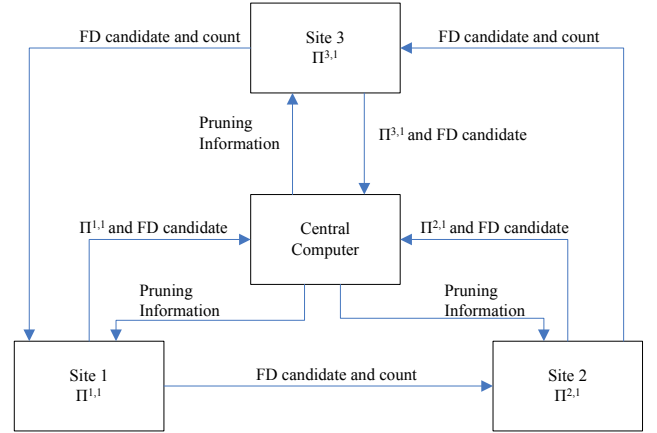 FD candidate and count
Site 3
Π3,1
FD candidate and count
Pruning
Information
Π3,1 and FD candidate
Π1,1 and FD candidate
Central
Computer
Π2,1 and FD candidate
Pruning
Information
Pruning
Information
Site 1
Π1,1
FD candidate and count
Site 2
Π2,1